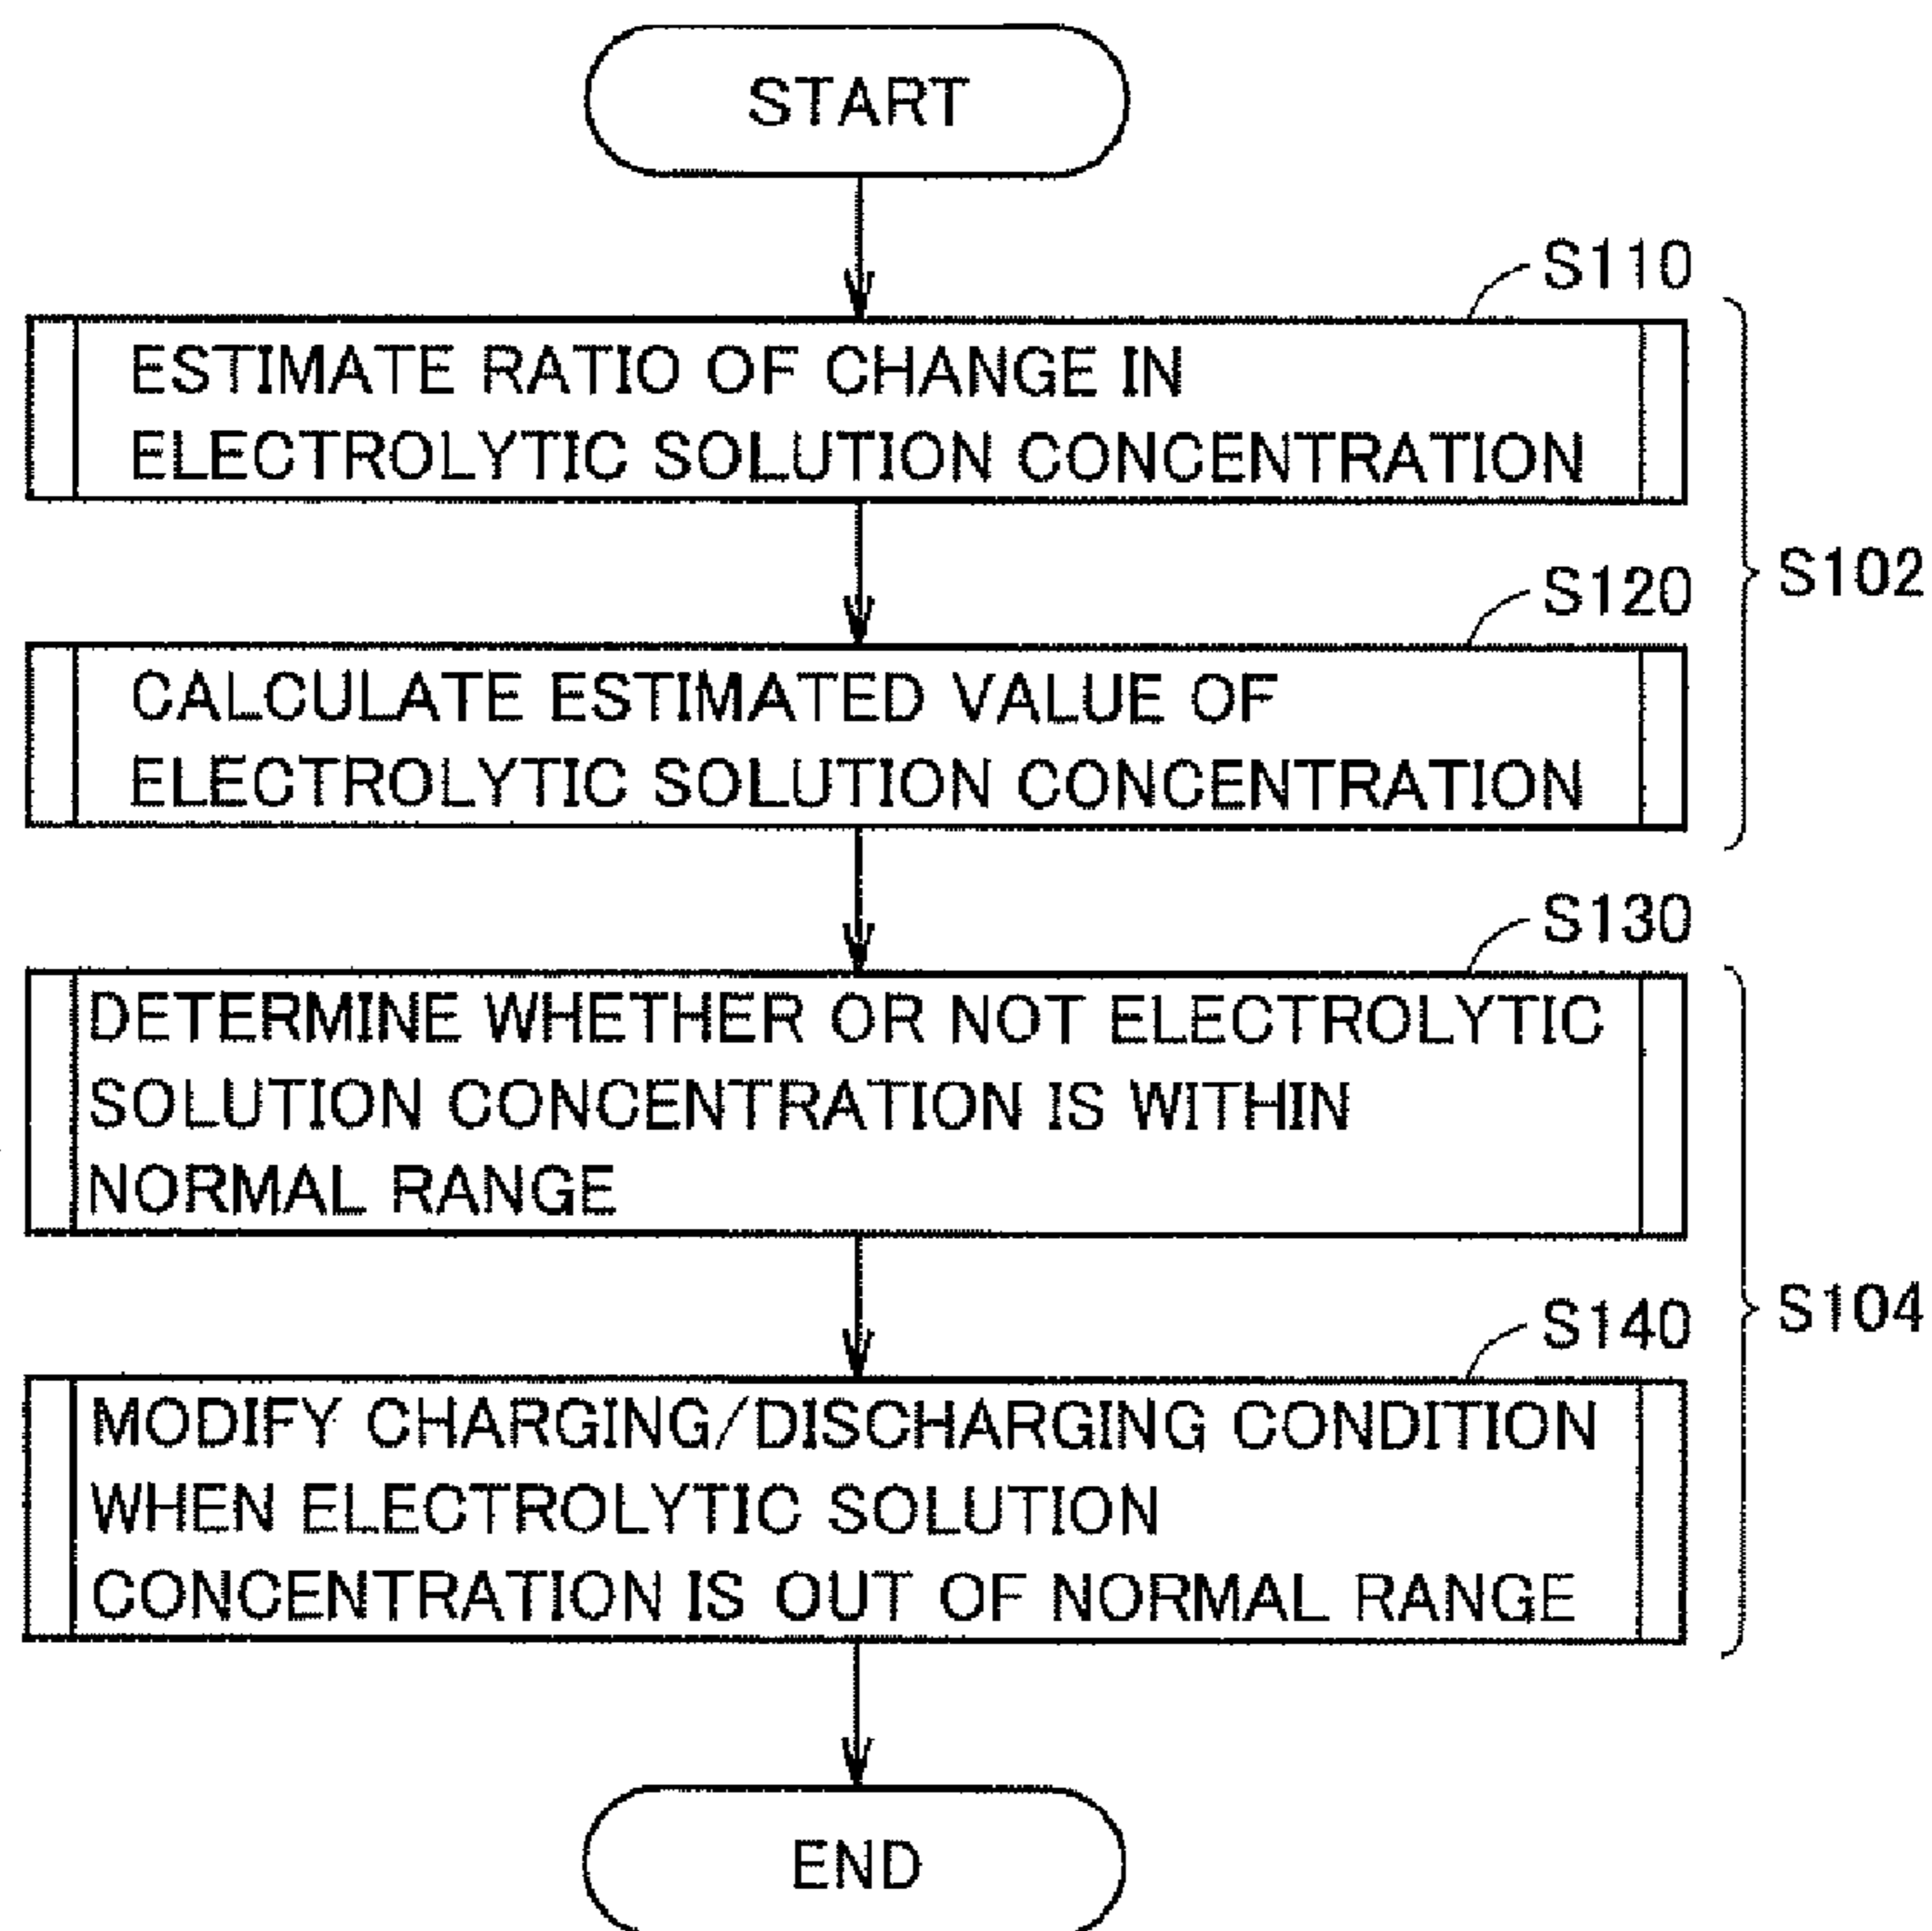 START
S110
ESTIMATE RATIO OF CHANGE IN
ELECTROLYTIC SOLUTION CONCENTRATION
S102
S120
CALCULATE ESTIMATED VALUE OF
ELECTROLYTIC SOLUTION CONCENTRATION
S130
DETERMINE WHETHER OR NOT ELECTROLYTIC
SOLUTION CONCENTRATION IS WITHIN
NORMAL RANGE
S104
S140
MODIFY CHARGING/DISCHARGING CONDITION
WHEN ELECTROLYTIC SOLUTION
CONCENTRATION IS OUT OF NORMAL RANGE
END